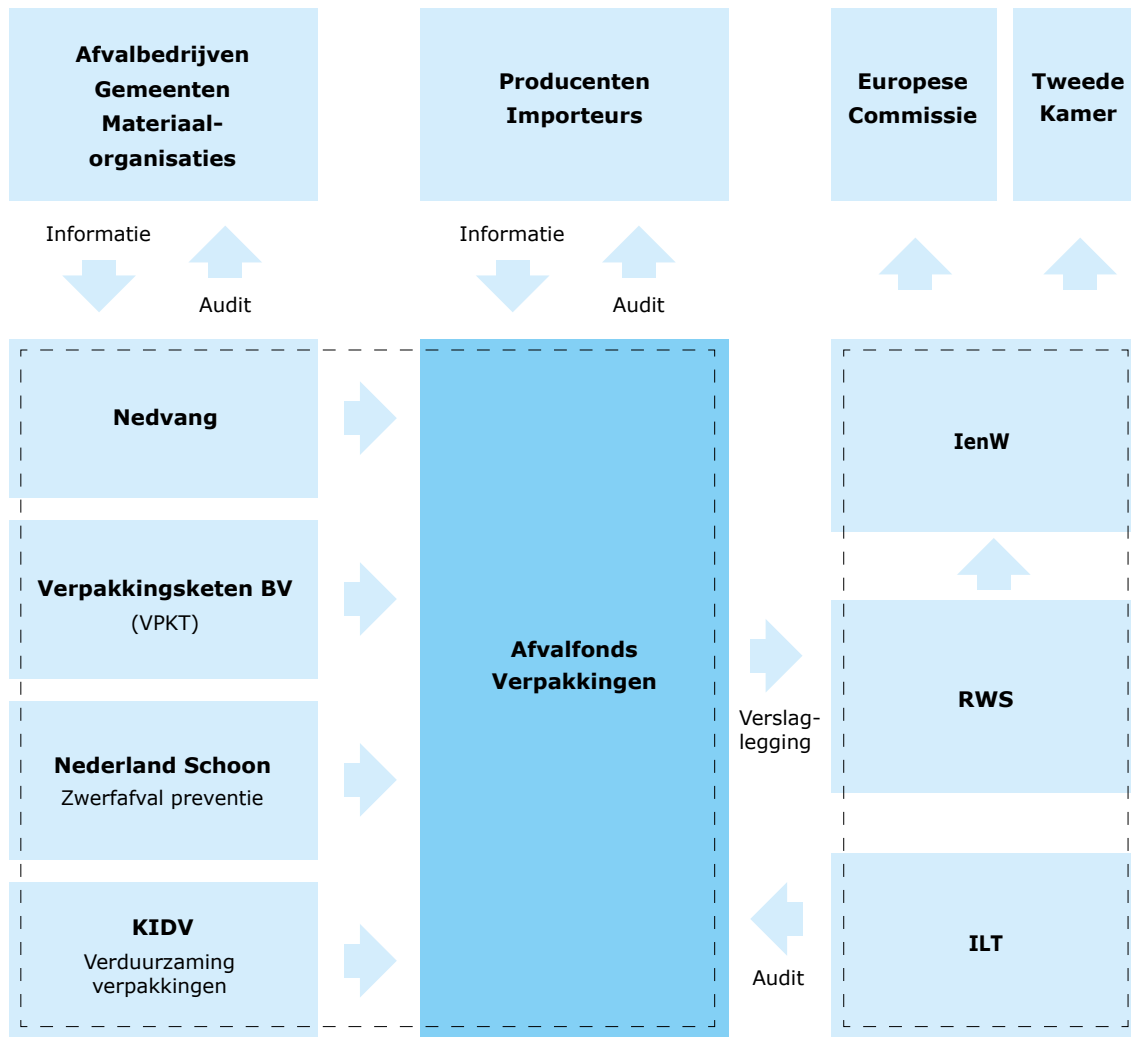 Afvalbedrijven
Gemeenten
Materiaal-
organisaties
Producenten
Importeurs
Europese
Commissie
Tweede
Kamer
Informatie
Audit
Informatie
Audit
Nedvang
Verpakkingsketen BV
(VPKT)
Nederland Schoon
Zwerfafval preventie
KIDV
Verduurzaming
verpakkingen
Afvalfonds
Verpakkingen
Verslag-
legging
Audit
IenW
RWS
ILT